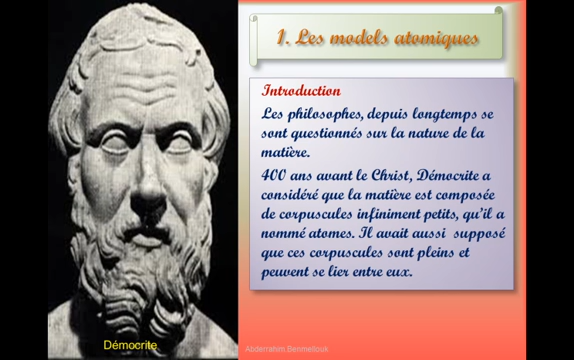 1. Les models atomiques
Introduction
Les philosophes, depuis longtemps se
sont questionnés sur la nature de la
matière.
400 ans avant le Christ, Démocrite a
considéré que la matière est composée
de corpuscules infiniment petits, qu'il a
nommé atomes. Il avait aussi supposé
que ces corpuscules sont pleins et
peuvent se lier entre eux.
Démocrite
Abderrahim Benmeliouk